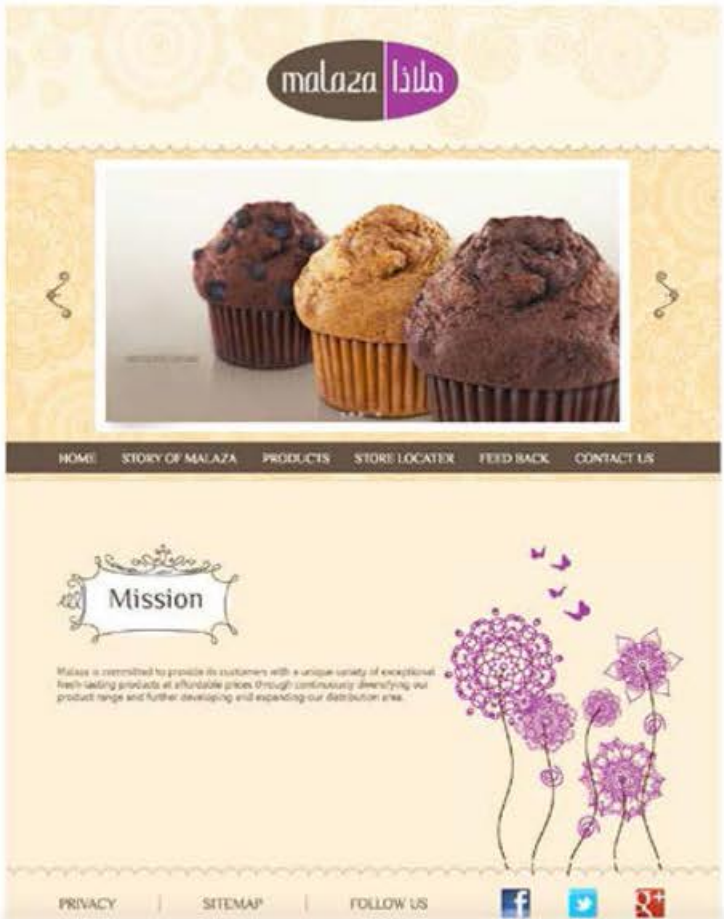 malaza ملاذا
HOME STORY OF MALAZA PRODUCTS STORE LOCATER FEED BACK CONTACT US
Mission
Malaza is committed to provide its customers with a unique variety of exceptional
fresh-tasting products at affordable prices through continuously diversifying our
product range and further developing and expanding our distribution area.
PRIVACY | SITEMAP | FOLLOW US